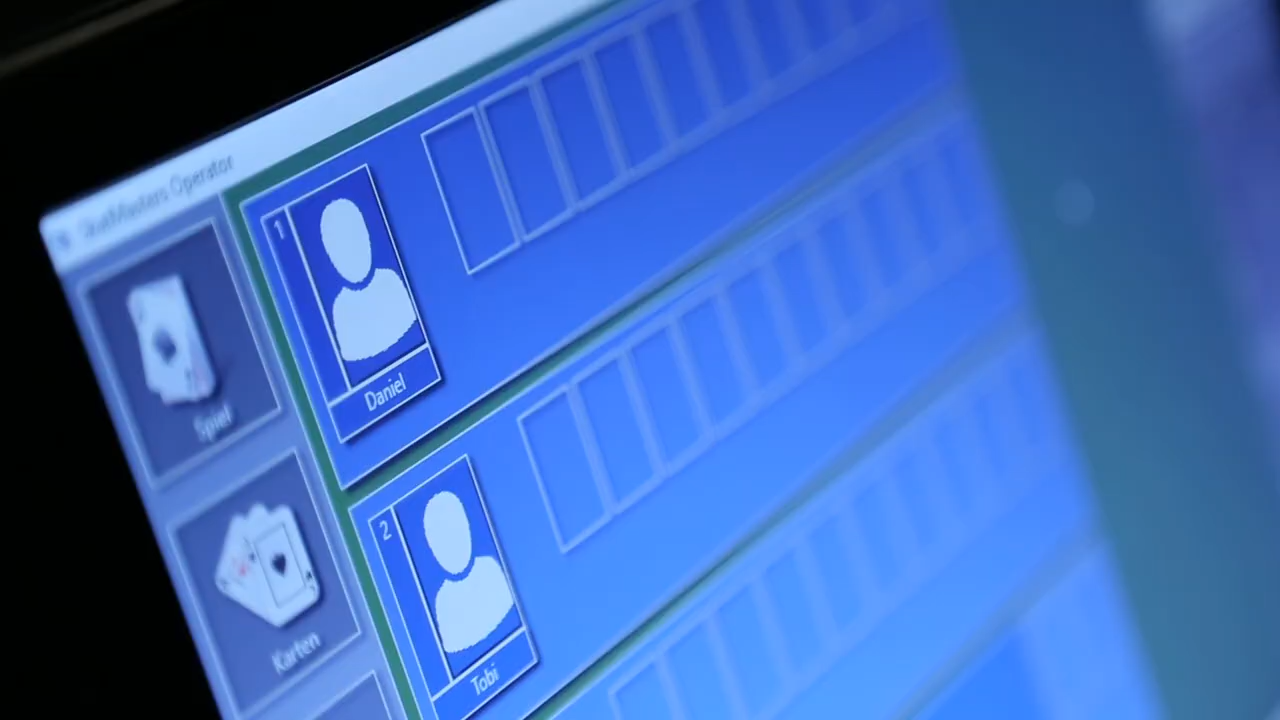 SkatMasters Operator
Spiel
Karten
1
Daniel
2
Tobi